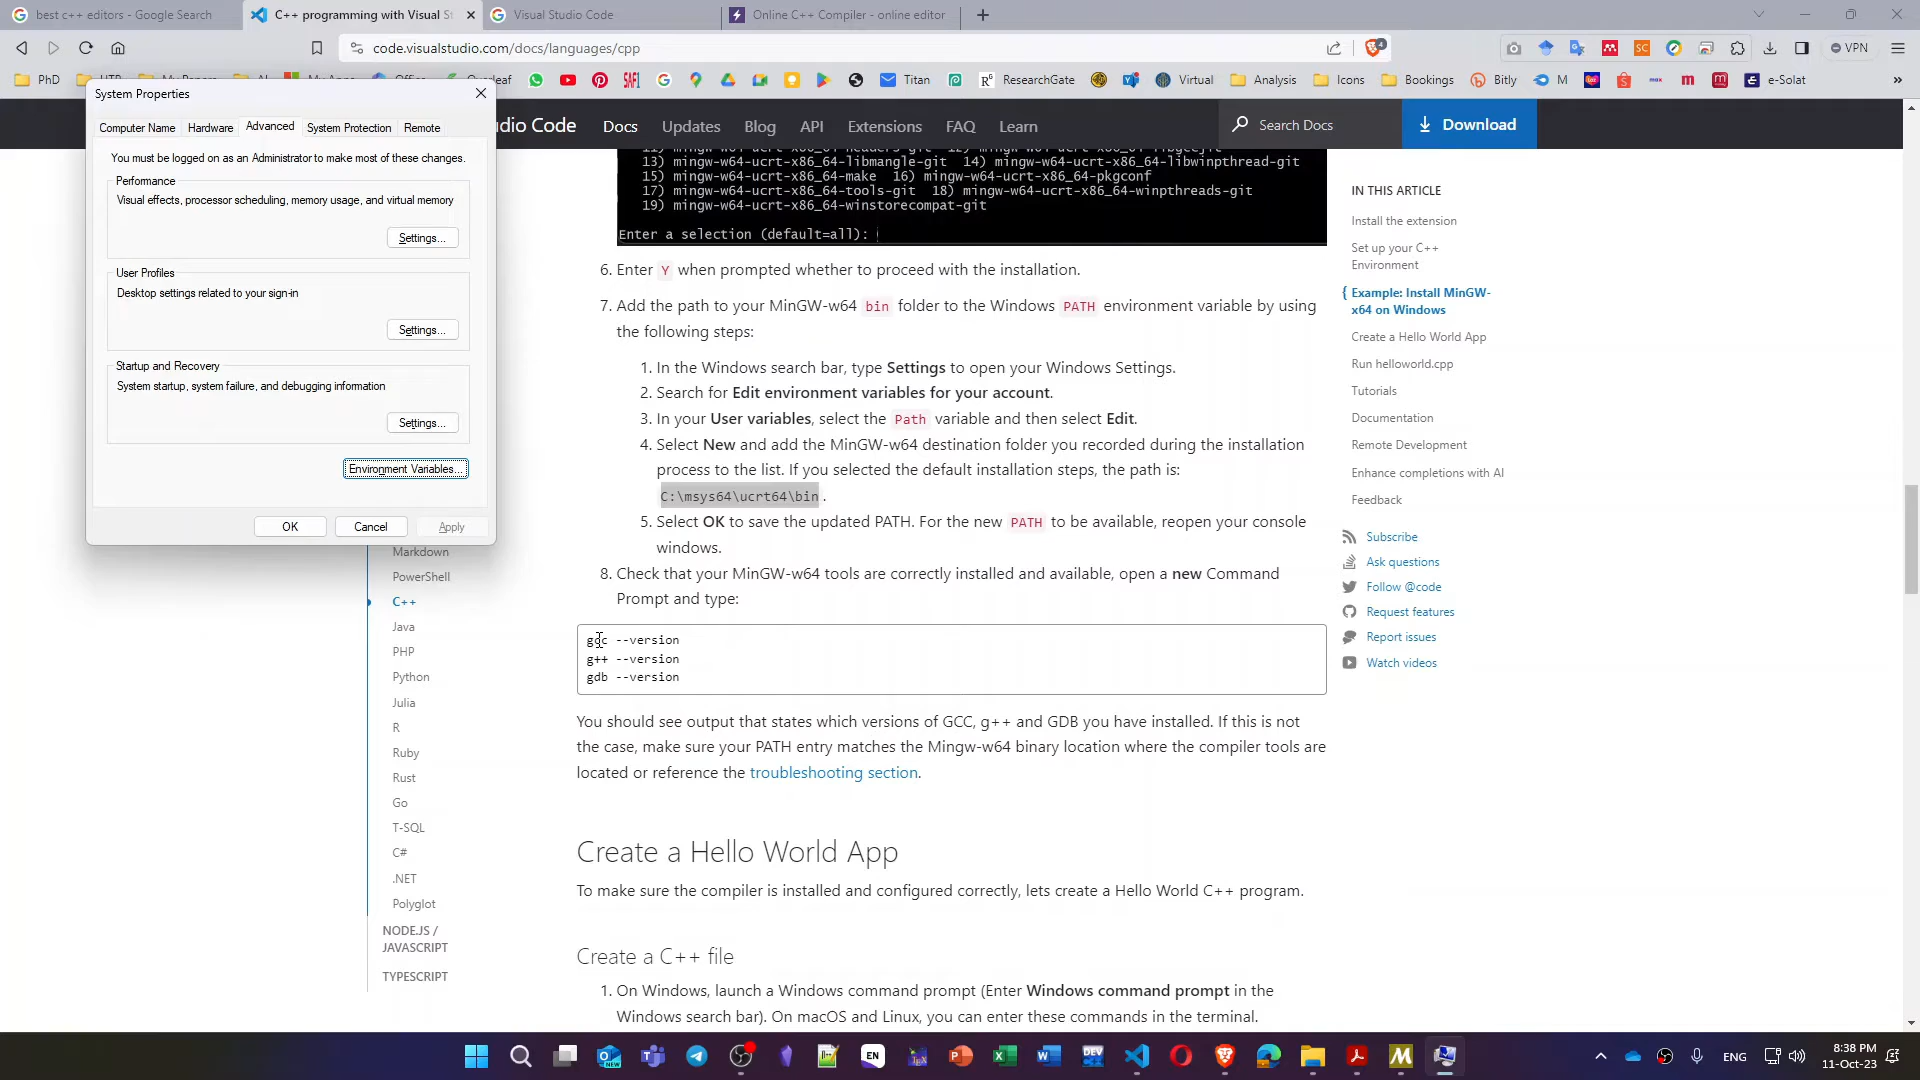 best c++ editors - Google Search
C++ programming with Visual St
Visual Studio Code
Online C++ Compiler - online editor
code.visualstudio.com/docs/languages/cpp
4
VPN
PhD
Titan
ResearchGate
Virtual
Analysis
Icons
Bookings
Bitly
M
e-Solat
System Properties
Computer Name
Hardware
Advanced
System Protection
Remote
You must be logged on as an Administrator to make most of these changes.
Performance
Visual effects, processor scheduling, memory usage, and virtual memory
Settings...
User Profiles
Desktop settings related to your sign-in
Settings...
Startup and Recovery
System startup, system failure, and debugging information
Settings...
Environment Variables...
OK
Cancel
Apply
dio Code
Docs
Updates
Blog
API
Extensions
FAQ
Learn
Search Docs
Download
13) mingw-w64-ucrt-x86_64-libmangle-git 14) mingw-w64-ucrt-x86_64-libwinpthread-git
15) mingw-w64-ucrt-x86_64-make 16) mingw-w64-ucrt-x86_64-pkgconf
17) mingw-w64-ucrt-x86_64-tools-git 18) mingw-w64-ucrt-x86_64-winpthreads-git
19) mingw-w64-ucrt-x86_64-winstorecompat-git
Enter a selection (default=all):
6. Enter Y when prompted whether to proceed with the installation.
7. Add the path to your MinGW-w64 bin folder to the Windows PATH environment variable by using
the following steps:
1. In the Windows search bar, type Settings to open your Windows Settings.
2. Search for Edit environment variables for your account.
3. In your User variables, select the Path variable and then select Edit.
4. Select New and add the MinGW-w64 destination folder you recorded during the installation
process to the list. If you selected the default installation steps, the path is:
C:\msys64\ucrt64\bin .
5. Select OK to save the updated PATH. For the new PATH to be available, reopen your console
windows.
8. Check that your MinGW-w64 tools are correctly installed and available, open a new Command
Prompt and type:
gcc --version
g++ --version
gdb --version
You should see output that states which versions of GCC, g++ and GDB you have installed. If this is not
the case, make sure your PATH entry matches the Mingw-w64 binary location where the compiler tools are
located or reference the troubleshooting section.
Create a Hello World App
To make sure the compiler is installed and configured correctly, lets create a Hello World C++ program.
Create a C++ file
1. On Windows, launch a Windows command prompt (Enter Windows command prompt in the
Windows search bar). On macOS and Linux, you can enter these commands in the terminal.
Markdown
PowerShell
C++
Java
PHP
Python
Julia
R
Ruby
Rust
Go
T-SQL
C#
.NET
Polyglot
NODE.JS /
JAVASCRIPT
TYPESCRIPT
IN THIS ARTICLE
Install the extension
Set up your C++
Environment
Example: Install MinGW-
x64 on Windows
Create a Hello World App
Run helloworld.cpp
Tutorials
Documentation
Remote Development
Enhance completions with AI
Feedback
Subscribe
Ask questions
Follow @code
Request features
Report issues
Watch videos
EN
DEV
ENG
8:38 PM
11-Oct-23